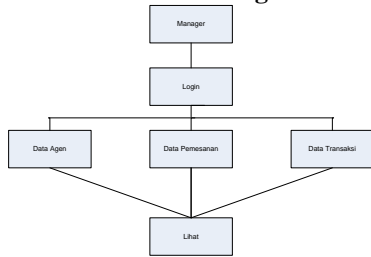 Manager
Login
Data Agen
Data Pemesanan
Data Transaksi
Lihat